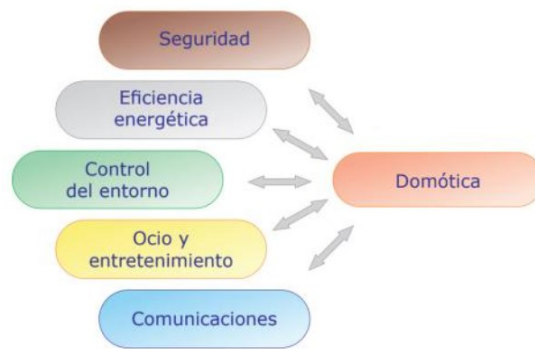 Seguridad
Eficiencia
energética
Control
del entorno
Domótica
Ocio y
entretenimiento
Comunicaciones